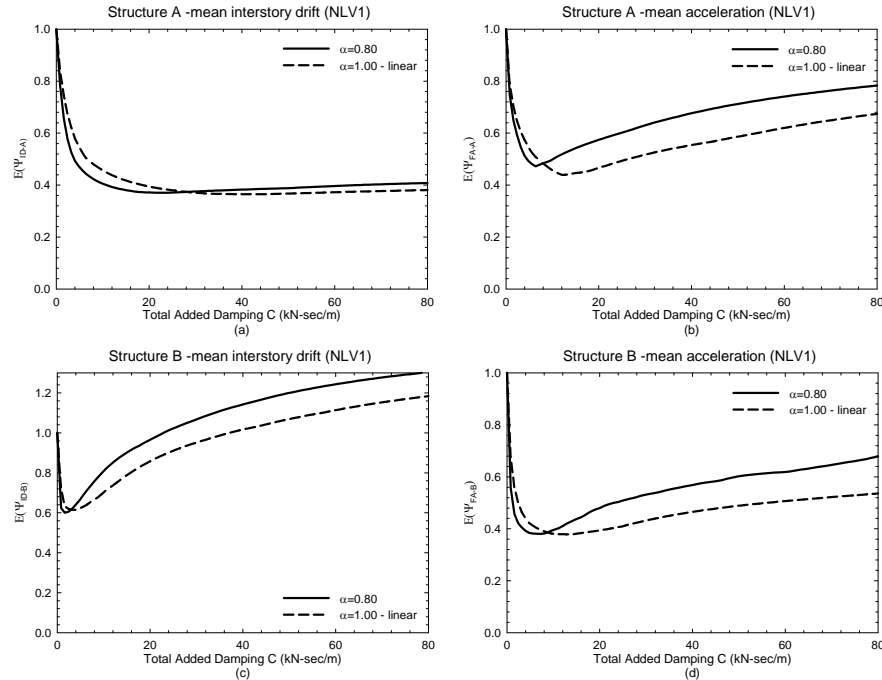 Structure A -mean interstory drift (NLV1)
1.0
0.8
0.6
0.4
0.2
0.0
E(Ψ_ID-A)
α=0.80
α=1.00 - linear
0 20 40 60 80
Total Added Damping C (kN-sec/m)
(a)
Structure A -mean acceleration (NLV1)
1.0
0.8
0.6
0.4
0.2
0.0
E(Ψ_FA-A)
α=0.80
α=1.00 - linear
0 20 40 60 80
Total Added Damping C (kN-sec/m)
(b)
Structure B -mean interstory drift (NLV1)
1.2
1.0
0.8
0.6
0.4
0.2
0.0
E(Ψ_ID-B)
α=0.80
α=1.00 - linear
0 20 40 60 80
Total Added Damping C (kN-sec/m)
(c)
Structure B -mean acceleration (NLV1)
1.0
0.8
0.6
0.4
0.2
0.0
E(Ψ_FA-B)
α=0.80
α=1.00 - linear
0 20 40 60 80
Total Added Damping C (kN-sec/m)
(d)